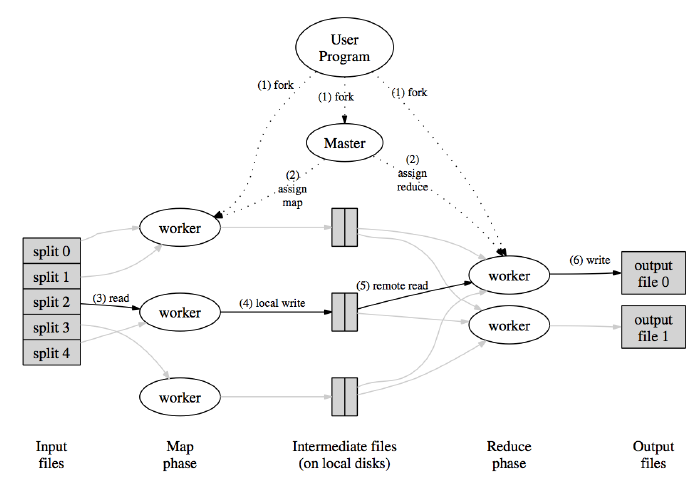 User
Program
(1) fork
(1) fork
(1) fork
Master
(2)
assign
map
(2)
assign
reduce
worker
split 0
split 1
split 2
split 3
split 4
(3) read
worker
(4) local write
(5) remote read
worker
(6) write
output
file 0
worker
output
file 1
worker
Input
files
Map
phase
Intermediate files
(on local disks)
Reduce
phase
Output
files